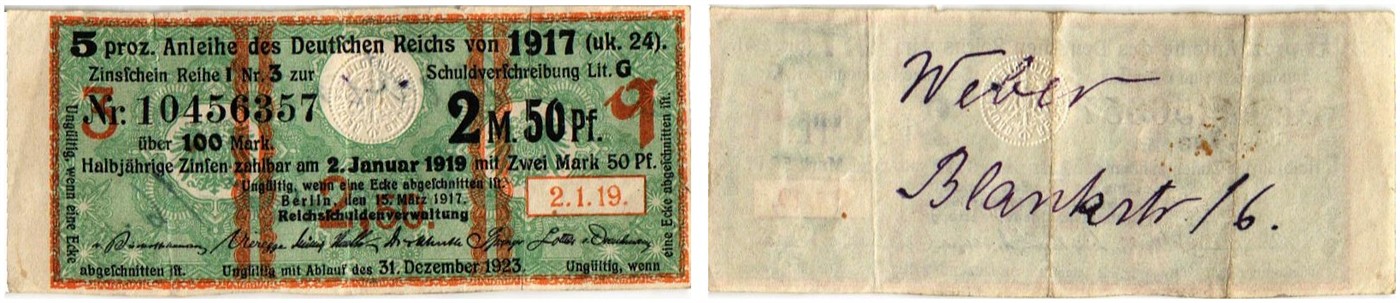 5 proz. Anleihe des Deutſchen Reichs von 1917 (uk. 24).
Zinsſchein Reihe I Nr. 3 zur Schuldverſchreibung Lit. G
3 Nr. 10456357 2 M. 50 Pf. q
über 100 Mark.
Halbjährige Zinſen zahlbar am 2. Januar 1919 mit Zwei Mark 50 Pf.
Ungültig, wenn eine Ecke abgeſchnitten iſt.
Berlin, den 15. März 1917.
Reichsſchuldenverwaltung
2.50.
2.1.19.
abgeſchnitten iſt. Ungültig mit Ablauf des 31. Dezember 1923. Ungültig, wenn
Ungültig, wenn eine Ecke
eine Ecke abgeſchnitten iſt.
Weber
Blankstr. 16.